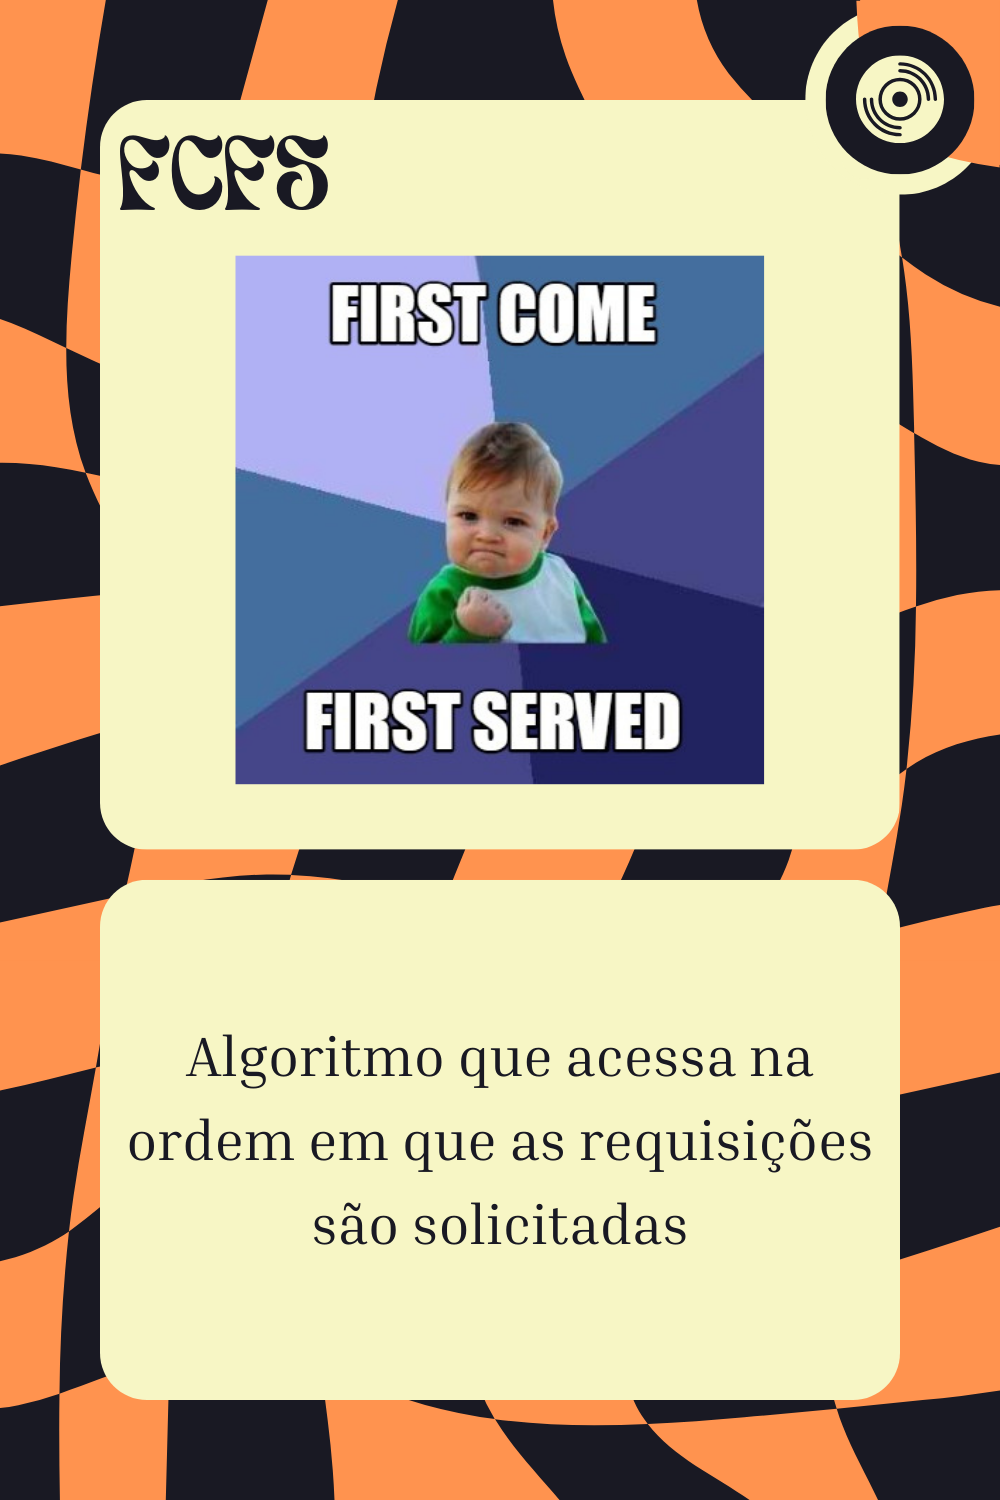 FCFS
FIRST COME
FIRST SERVED
Algoritmo que acessa na
ordem em que as requisições
são solicitadas